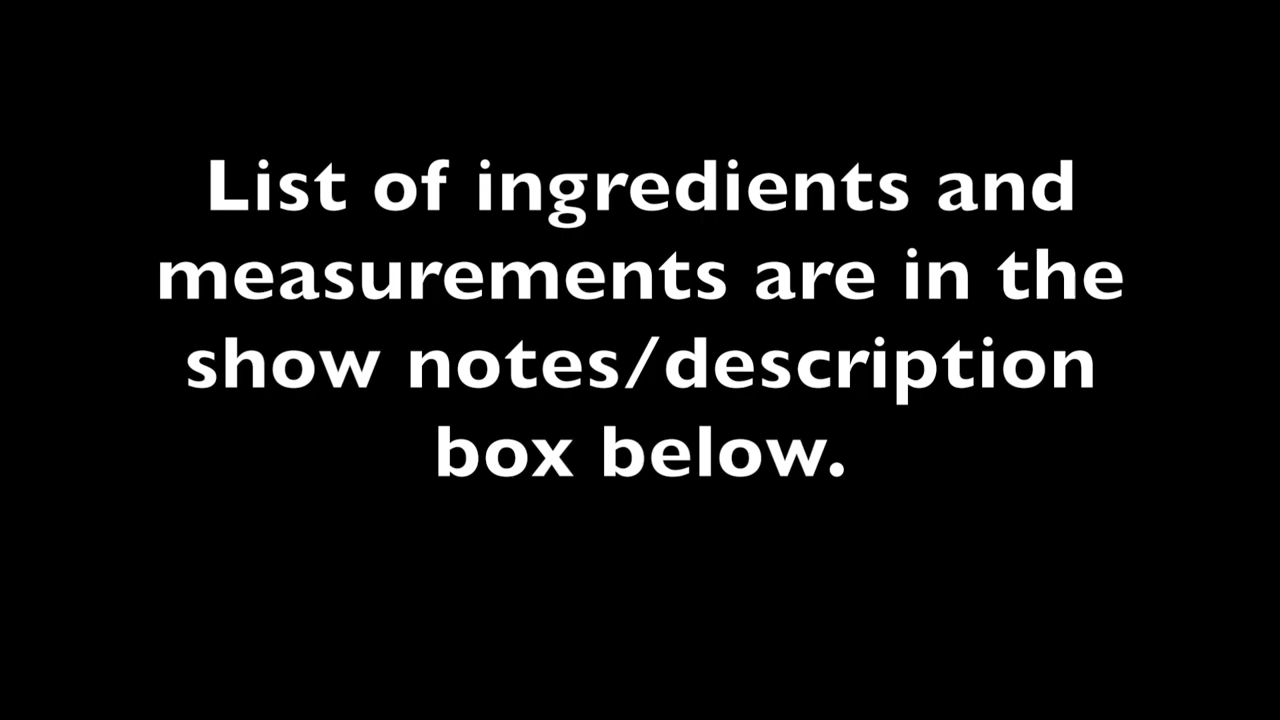 List of ingredients and
measurements are in the
show notes/description
box below.